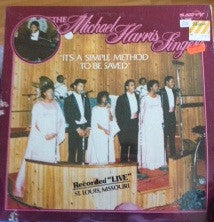 THE
Michael
Harris Singers
"IT'S A SIMPLE METHOD
TO BE SAVED"
Recorded "LIVE"
ST. LOUIS, MISSOURI